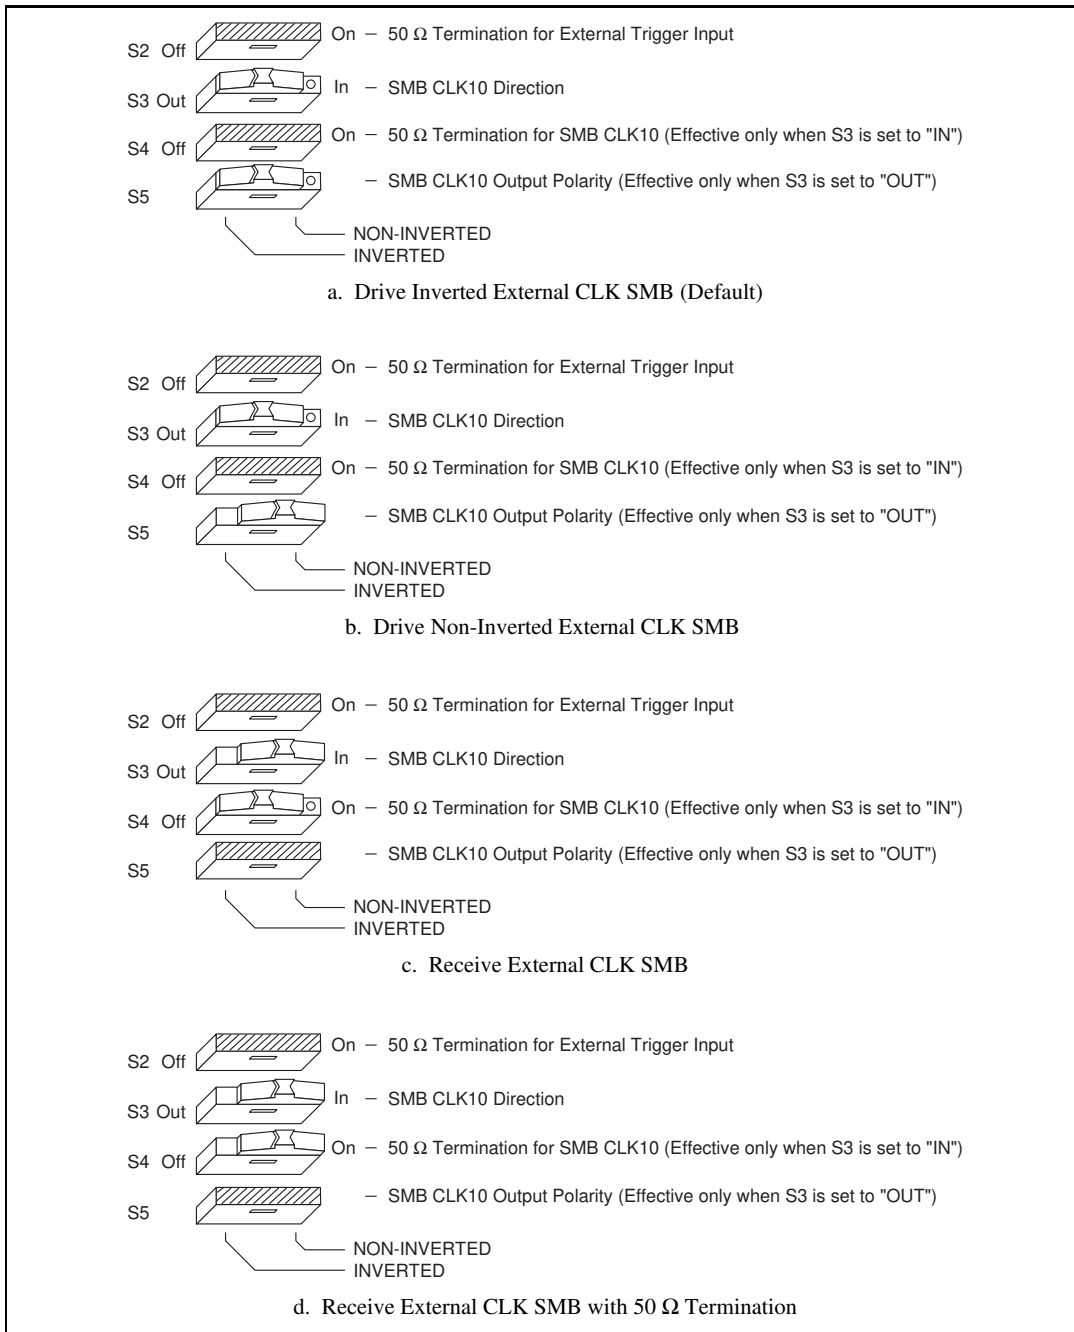 S2 Off On – 50 Ω Termination for External Trigger Input
S3 Out In – SMB CLK10 Direction
S4 Off On – 50 Ω Termination for SMB CLK10 (Effective only when S3 is set to "IN")
S5 – SMB CLK10 Output Polarity (Effective only when S3 is set to "OUT")
NON-INVERTED
INVERTED
a. Drive Inverted External CLK SMB (Default)
S2 Off On – 50 Ω Termination for External Trigger Input
S3 Out In – SMB CLK10 Direction
S4 Off On – 50 Ω Termination for SMB CLK10 (Effective only when S3 is set to "IN")
S5 – SMB CLK10 Output Polarity (Effective only when S3 is set to "OUT")
NON-INVERTED
INVERTED
b. Drive Non-Inverted External CLK SMB
S2 Off On – 50 Ω Termination for External Trigger Input
S3 Out In – SMB CLK10 Direction
S4 Off On – 50 Ω Termination for SMB CLK10 (Effective only when S3 is set to "IN")
S5 – SMB CLK10 Output Polarity (Effective only when S3 is set to "OUT")
NON-INVERTED
INVERTED
c. Receive External CLK SMB
S2 Off On – 50 Ω Termination for External Trigger Input
S3 Out In – SMB CLK10 Direction
S4 Off On – 50 Ω Termination for SMB CLK10 (Effective only when S3 is set to "IN")
S5 – SMB CLK10 Output Polarity (Effective only when S3 is set to "OUT")
NON-INVERTED
INVERTED
d. Receive External CLK SMB with 50 Ω Termination